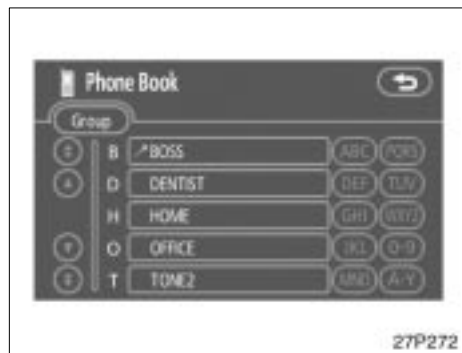 Phone Book
Group
B BOSS ABC PQRS
D DENTIST DEF TUV
H HOME GHI WXYZ
O OFFICE JKL 0-9
T TONE2 MNO
27P272